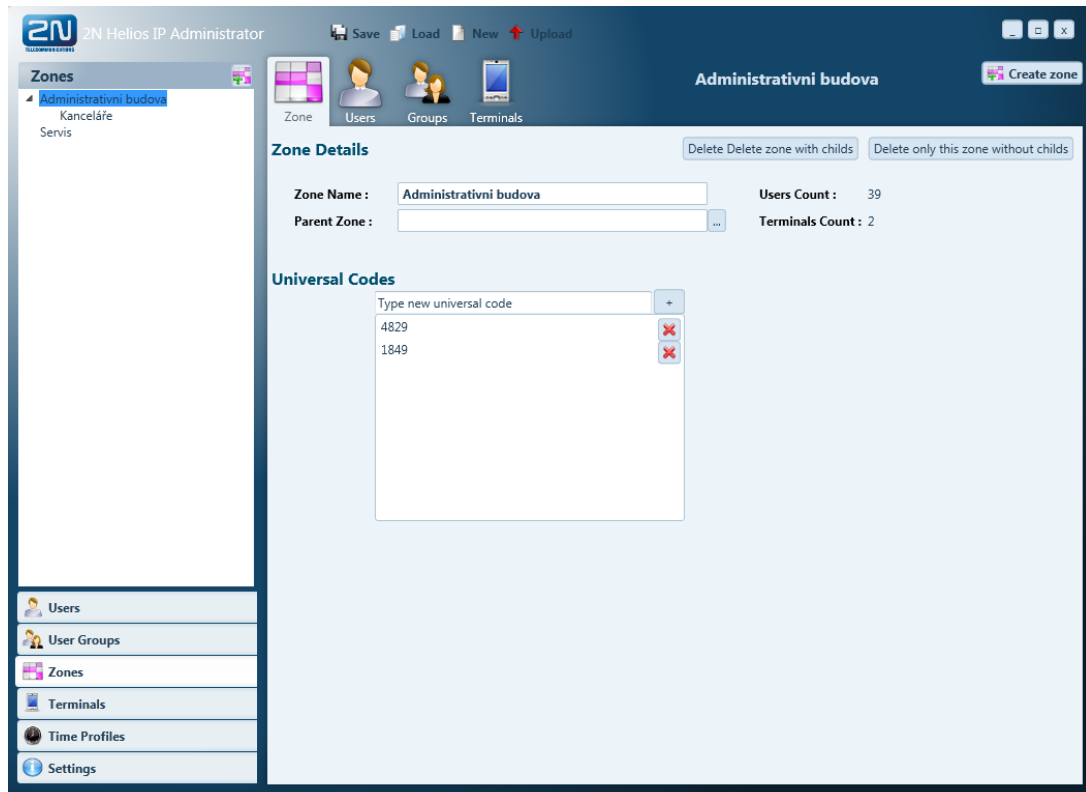 2N 2N Helios IP Administrator Save Load New Upload _ x
TELECOMMUNICATIONS
Zones
Administrativni budova
Kanceláře
Servis
Zone Users Groups Terminals
Administrativni budova
Create zone
Zone Details
Delete Delete zone with childs Delete only this zone without childs
Zone Name : Administrativni budova Users Count : 39
Parent Zone : ... Terminals Count : 2
Universal Codes
Type new universal code +
4829
1849
Users
User Groups
Zones
Terminals
Time Profiles
Settings